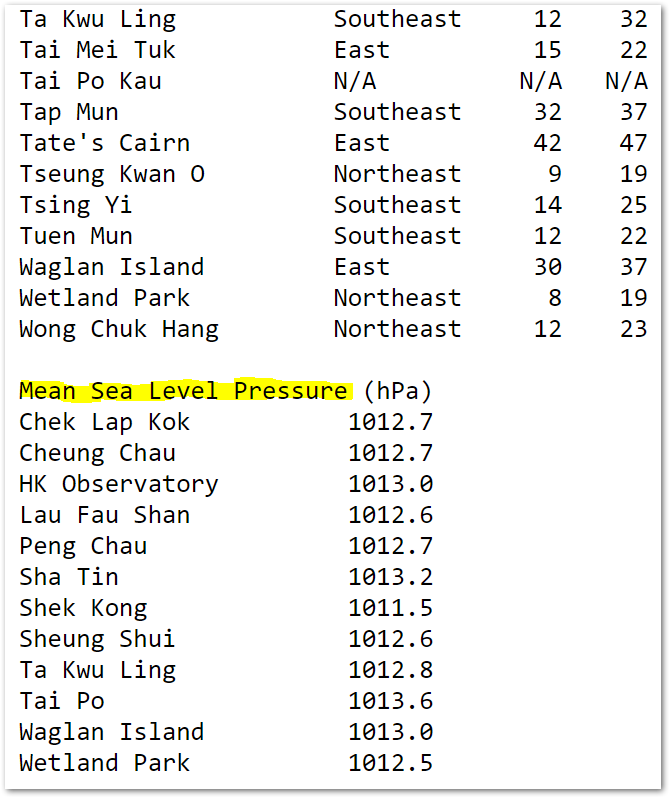 Ta Kwu Ling Southeast 12 32
Tai Mei Tuk East 15 22
Tai Po Kau N/A N/A N/A
Tap Mun Southeast 32 37
Tate's Cairn East 42 47
Tseung Kwan O Northeast 9 19
Tsing Yi Southeast 14 25
Tuen Mun Southeast 12 22
Waglan Island East 30 37
Wetland Park Northeast 8 19
Wong Chuk Hang Northeast 12 23
Mean Sea Level Pressure (hPa)
Chek Lap Kok 1012.7
Cheung Chau 1012.7
HK Observatory 1013.0
Lau Fau Shan 1012.6
Peng Chau 1012.7
Sha Tin 1013.2
Shek Kong 1011.5
Sheung Shui 1012.6
Ta Kwu Ling 1012.8
Tai Po 1013.6
Waglan Island 1013.0
Wetland Park 1012.5